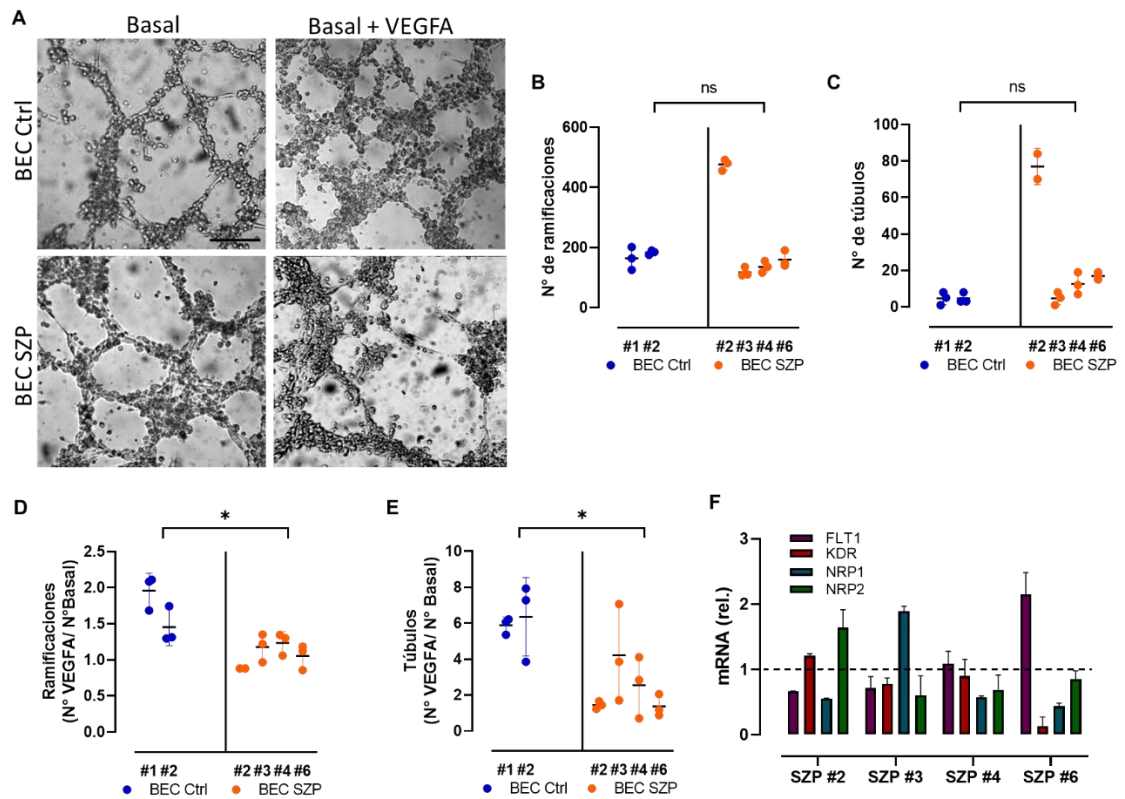 A
Basal
Basal + VEGFA
BEC Ctrl
BEC SZP
B
ns
N° de ramificaciones
600
400
200
0
#1 #2
#2 #3 #4 #6
BEC Ctrl
BEC SZP
C
ns
N° de túbulos
100
80
60
40
20
0
#1 #2
#2 #3 #4 #6
BEC Ctrl
BEC SZP
D
*
Ramificaciones
(N° VEGFA/ N°Basal)
2.5
2.0
1.5
1.0
0.5
0.0
#1 #2
#2 #3 #4 #6
BEC Ctrl
BEC SZP
E
*
Túbulos
(N° VEGFA/ N° Basal)
10
8
6
4
2
0
#1 #2
#2 #3 #4 #6
BEC Ctrl
BEC SZP
F
FLT1
KDR
NRP1
NRP2
mRNA (rel.)
3
2
1
0
SZP #2
SZP #3
SZP #4
SZP #6